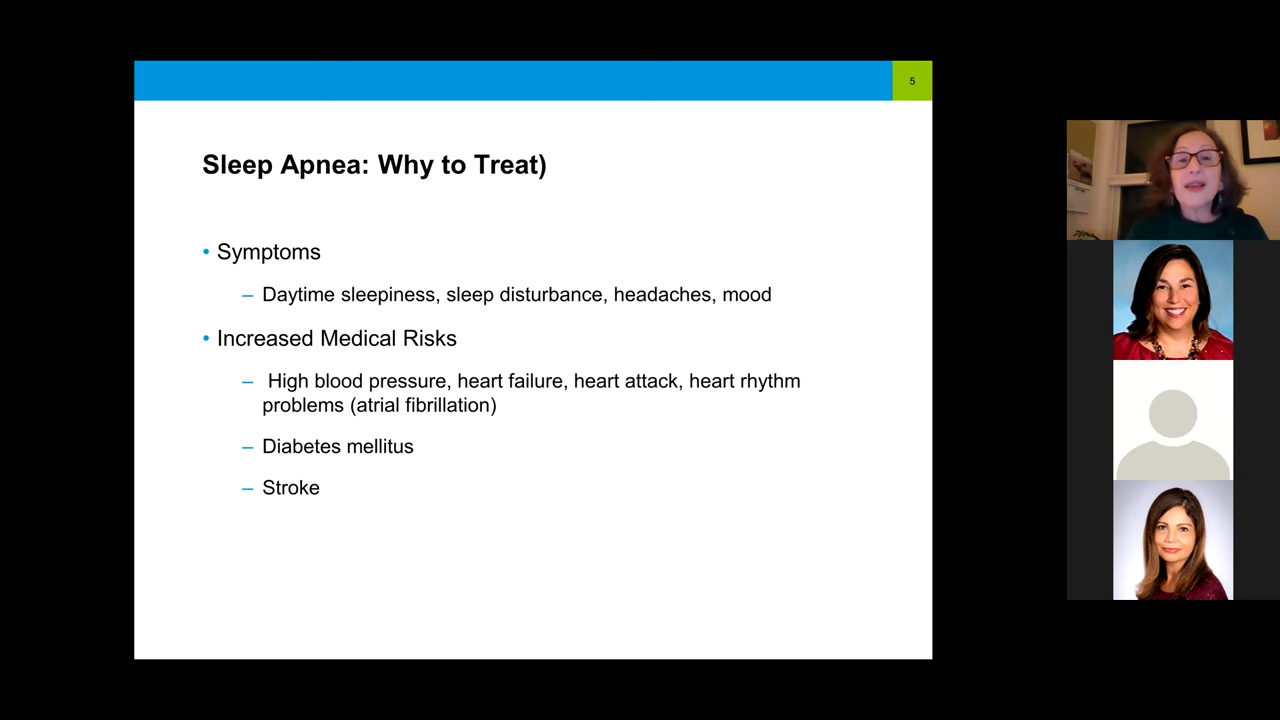 5
Sleep Apnea: Why to Treat)
• Symptoms
– Daytime sleepiness, sleep disturbance, headaches, mood
• Increased Medical Risks
– High blood pressure, heart failure, heart attack, heart rhythm
problems (atrial fibrillation)
– Diabetes mellitus
– Stroke